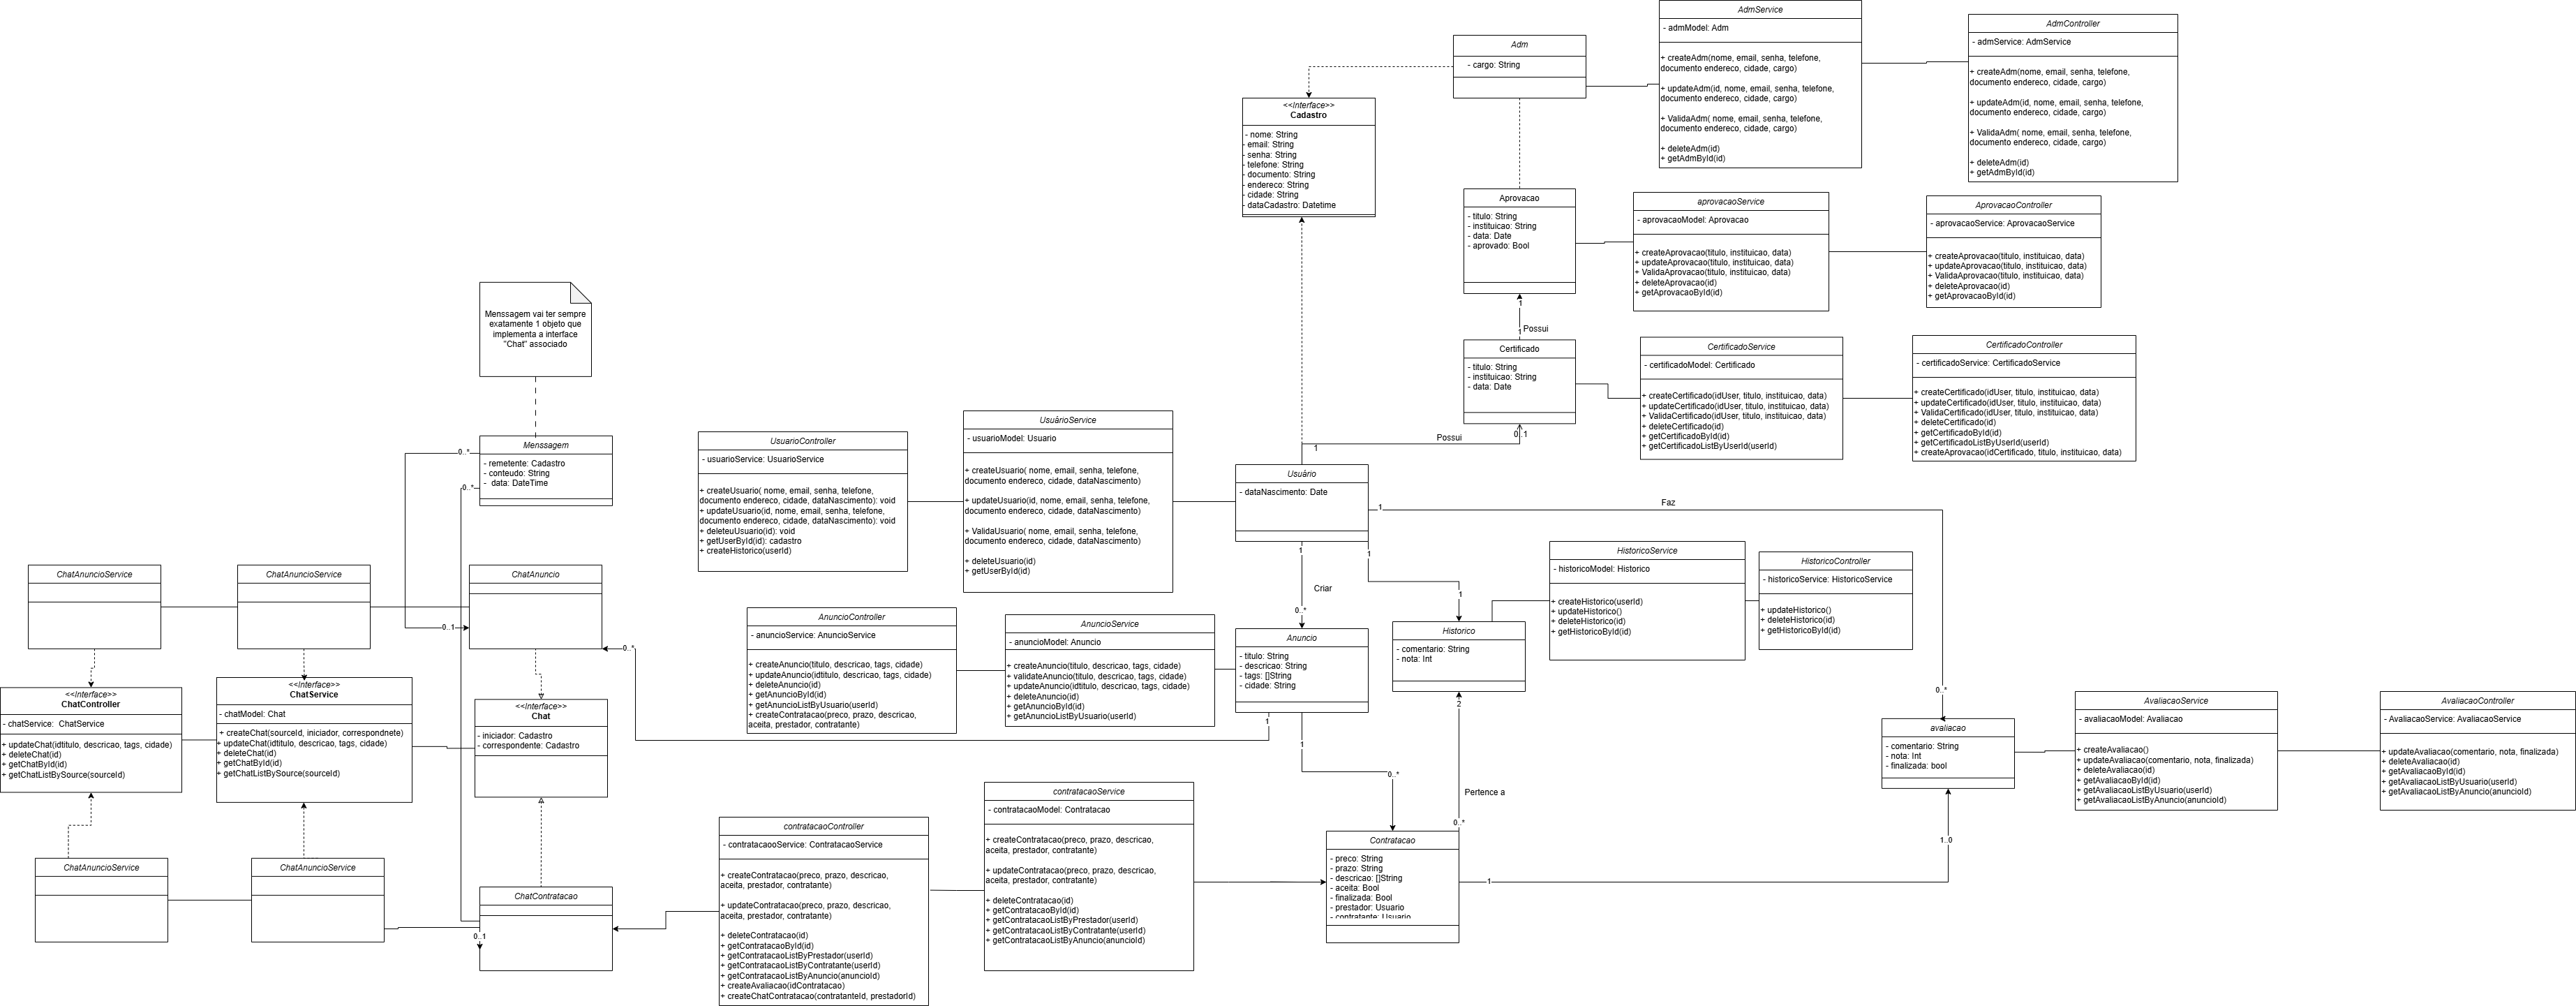 AdmService
- admModel: Adm
+ createAdm(nome, email, senha, telefone,
documento endereco, cidade, cargo)
+ updateAdm(id, nome, email, senha, telefone,
documento endereco, cidade, cargo)
+ ValidaAdm( nome, email, senha, telefone,
documento endereco, cidade, cargo)
+ deleteAdm(id)
+ getAdmById(id)
AdmController
- admService: AdmService
+ createAdm(nome, email, senha, telefone,
documento endereco, cidade, cargo)
+ updateAdm(id, nome, email, senha, telefone,
documento endereco, cidade, cargo)
+ ValidaAdm( nome, email, senha, telefone,
documento endereco, cidade, cargo)
+ deleteAdm(id)
+ getAdmById(id)
Adm
- cargo: String
<<Interface>>
Cadastro
- nome: String
- email: String
- senha: String
- telefone: String
- documento: String
- endereco: String
- cidade: String
- dataCadastro: Datetime
Aprovacao
- titulo: String
- instituicao: String
- data: Date
- aprovado: Bool
aprovacaoService
- aprovacaoModel: Aprovacao
+ createAprovacao(titulo, instituicao, data)
+ updateAprovacao(titulo, instituicao, data)
+ ValidaAprovacao(titulo, instituicao, data)
+ deleteAprovacao(id)
+ getAprovacaoById(id)
AprovacaoController
- aprovacaoService: AprovacaoService
+ createAprovacao(titulo, instituicao, data)
+ updateAprovacao(titulo, instituicao, data)
+ ValidaAprovacao(titulo, instituicao, data)
+ deleteAprovacao(id)
+ getAprovacaoById(id)
1
1
Possui
Certificado
- titulo: String
- instituicao: String
- data: Date
CertificadoService
- certificadoModel: Certificado
+ createCertificado(idUser, titulo, instituicao, data)
+ updateCertificado(idUser, titulo, instituicao, data)
+ ValidaCertificado(idUser, titulo, instituicao, data)
+ deleteCertificado(id)
+ getCertificadoById(id)
+ getCertificadoListByUserId(userId)
CertificadoController
- certificadoService: CertificadoService
+ createCertificado(idUser, titulo, instituicao, data)
+ updateCertificado(idUser, titulo, instituicao, data)
+ ValidaCertificado(idUser, titulo, instituicao, data)
+ deleteCertificado(id)
+ getCertificadoById(id)
+ getCertificadoListByUserId(userId)
+ createAprovacao(idCertificado, titulo, instituicao, data)
Menssagem vai ter sempre
exatamente 1 objeto que
implementa a interface
"Chat" associado
Menssagem
- remetente: Cadastro
- conteudo: String
- data: DateTime
0..*
0..*
UsuarioController
- usuarioService: UsuarioService
+ createUsuario( nome, email, senha, telefone,
documento endereco, cidade, dataNascimento): void
+ updateUsuario(id, nome, email, senha, telefone,
documento endereco, cidade, dataNascimento): void
+ deleteuUsuario(id): void
+ getUserById(id): cadastro
+ createHistorico(userId)
UsuàrioService
- usuarioModel: Usuario
+ createUsuario( nome, email, senha, telefone,
documento endereco, cidade, dataNascimento)
+ updateUsuario(id, nome, email, senha, telefone,
documento endereco, cidade, dataNascimento)
+ ValidaUsuario( nome, email, senha, telefone,
documento endereco, cidade, dataNascimento)
+ deleteUsuario(id)
+ getUserById(id)
Possui
1
0..1
Usuàrio
- dataNascimento: Date
1
Faz
1
1
Criar
0..*
1
HistoricoService
- historicoModel: Historico
+ createHistorico(userId)
+ updateHistorico()
+ deleteHistorico(id)
+ getHistoricoById(id)
HistoricoController
- historicoService: HistoricoService
+ updateHistorico()
+ deleteHistorico(id)
+ getHistoricoById(id)
ChatAnuncioService
ChatAnuncioService
ChatAnuncio
0..1
0..*
AnuncioController
- anuncioService: AnuncioService
+ createAnuncio(titulo, descricao, tags, cidade)
+ updateAnuncio(idtitulo, descricao, tags, cidade)
+ deleteAnuncio(id)
+ getAnuncioById(id)
+ getAnuncioListByUsuario(userId)
+ createContratacao(preco, prazo, descricao,
aceita, prestador, contratante)
AnuncioService
- anuncioModel: Anuncio
+ createAnuncio(titulo, descricao, tags, cidade)
+ validateAnuncio(titulo, descricao, tags, cidade)
+ updateAnuncio(idtitulo, descricao, tags, cidade)
+ deleteAnuncio(id)
+ getAnuncioById(id)
+ getAnuncioListByUsuario(userId)
Anuncio
- titulo: String
- descricao: String
- tags: []String
- cidade: String
1
1
Historico
- comentario: String
- nota: Int
2
Pertence a
0..*
0..*
0..*
<<Interface>>
ChatController
- chatService: ChatService
+ updateChat(idtitulo, descricao, tags, cidade)
+ deleteChat(id)
+ getChatById(id)
+ getChatListBySource(sourceId)
<<Interface>>
ChatService
- chatModel: Chat
+ createChat(sourceId, iniciador, correspondnete)
+ updateChat(idtitulo, descricao, tags, cidade)
+ deleteChat(id)
+ getChatById(id)
+ getChatListBySource(sourceId)
<<Interface>>
Chat
- iniciador: Cadastro
- correspondente: Cadastro
avaliacao
- comentario: String
- nota: Int
- finalizada: bool
AvaliacaoService
- avaliacaoModel: Avaliacao
+ createAvaliacao()
+ updateAvaliacao(comentario, nota, finalizada)
+ deleteAvaliacao(id)
+ getAvaliacaoById(id)
+ getAvaliacaoListByUsuario(userId)
+ getAvaliacaoListByAnuncio(anuncioId)
AvaliacaoController
- AvaliacaoService: AvaliacaoService
+ updateAvaliacao(comentario, nota, finalizada)
+ deleteAvaliacao(id)
+ getAvaliacaoById(id)
+ getAvaliacaoListByUsuario(userId)
+ getAvaliacaoListByAnuncio(anuncioId)
1..0
1
ChatAnuncioService
ChatAnuncioService
ChatContratacao
0..1
contratacaoController
- contratacaooService: ContratacaoService
+ createContratacao(preco, prazo, descricao,
aceita, prestador, contratante)
+ updateContratacao(preco, prazo, descricao,
aceita, prestador, contratante)
+ deleteContratacao(id)
+ getContratacaoById(id)
+ getContratacaoListByPrestador(userId)
+ getContratacaoListByContratante(userId)
+ getContratacaoListByAnuncio(anuncioId)
+ createAvaliacao(idContratacao)
+ createChatContratacao(contratanteId, prestadorId)
contratacaoService
- contratacaoModel: Contratacao
+ createContratacao(preco, prazo, descricao,
aceita, prestador, contratante)
+ updateContratacao(preco, prazo, descricao,
aceita, prestador, contratante)
+ deleteContratacao(id)
+ getContratacaoById(id)
+ getContratacaoListByPrestador(userId)
+ getContratacaoListByContratante(userId)
+ getContratacaoListByAnuncio(anuncioId)
Contratacao
- preco: String
- prazo: String
- descricao: []String
- aceita: Bool
- finalizada: Bool
- prestador: Usuario
- contratante: Usuario